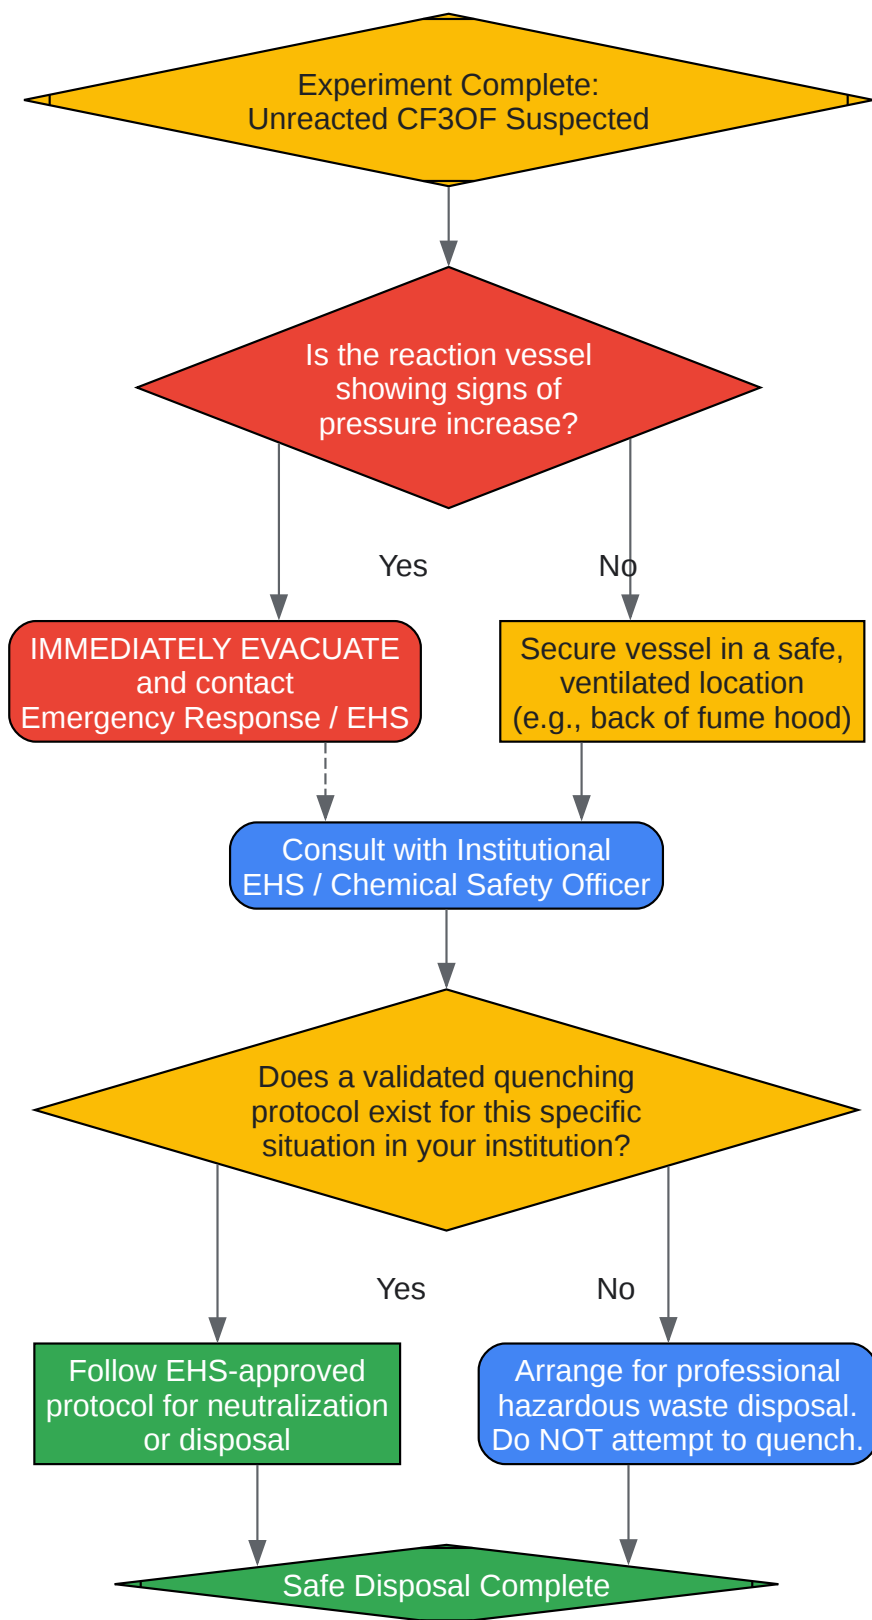 Experiment Complete:
Unreacted CF3OF Suspected
Is the reaction vessel
showing signs of
pressure increase?
Yes
No
IMMEDIATELY EVACUATE
and contact
Emergency Response / EHS
Secure vessel in a safe,
ventilated location
(e.g., back of fume hood)
Consult with Institutional
EHS / Chemical Safety Officer
Does a validated quenching
protocol exist for this specific
situation in your institution?
Yes
No
Follow EHS-approved
protocol for neutralization
or disposal
Arrange for professional
hazardous waste disposal.
Do NOT attempt to quench.
Safe Disposal Complete